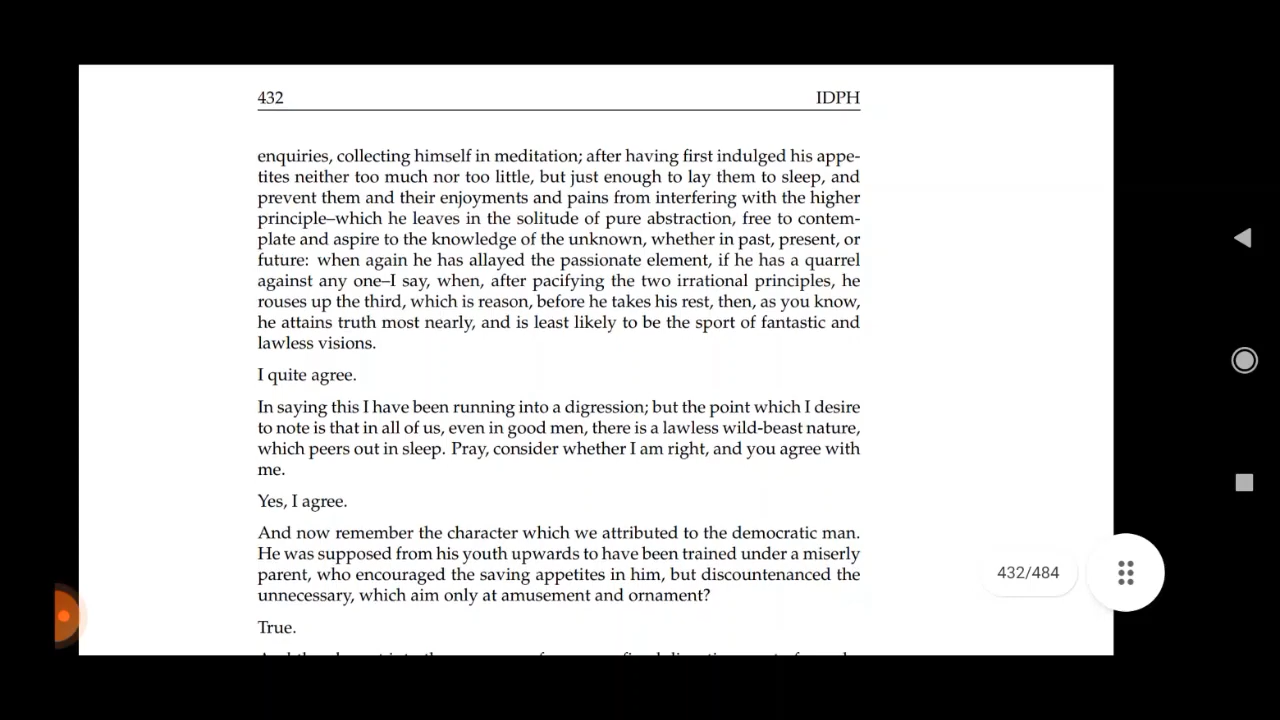 432 IDPH
enquiries, collecting himself in meditation; after having first indulged his appe-
tites neither too much nor too little, but just enough to lay them to sleep, and
prevent them and their enjoyments and pains from interfering with the higher
principle–which he leaves in the solitude of pure abstraction, free to contem-
plate and aspire to the knowledge of the unknown, whether in past, present, or
future: when again he has allayed the passionate element, if he has a quarrel
against any one–I say, when, after pacifying the two irrational principles, he
rouses up the third, which is reason, before he takes his rest, then, as you know,
he attains truth most nearly, and is least likely to be the sport of fantastic and
lawless visions.
I quite agree.
In saying this I have been running into a digression; but the point which I desire
to note is that in all of us, even in good men, there is a lawless wild-beast nature,
which peers out in sleep. Pray, consider whether I am right, and you agree with
me.
Yes, I agree.
And now remember the character which we attributed to the democratic man.
He was supposed from his youth upwards to have been trained under a miserly
parent, who encouraged the saving appetites in him, but discountenanced the
unnecessary, which aim only at amusement and ornament?
True.
432/484